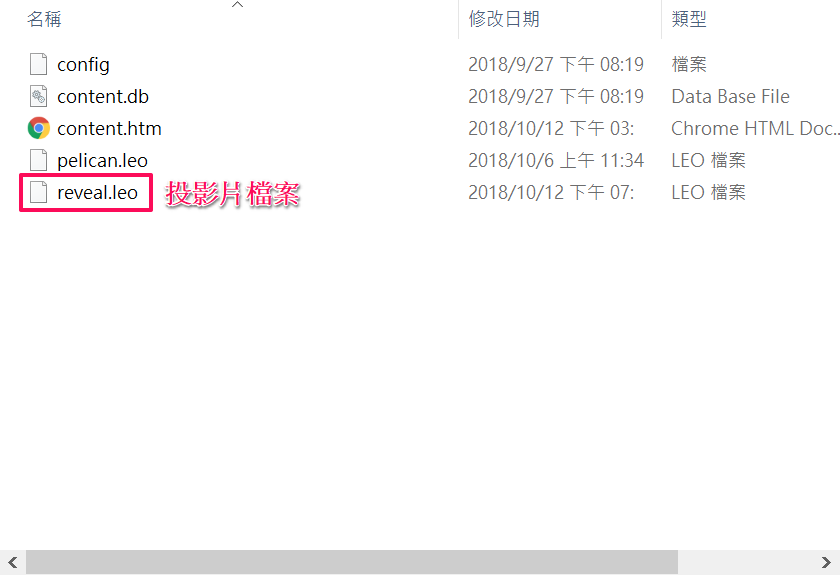 名稱 修改日期 類型
config 2018/9/27 下午 08:19 檔案
content.db 2018/9/27 下午 08:19 Data Base File
content.htm 2018/10/12 下午 03: Chrome HTML Doc...
pelican.leo 2018/10/6 上午 11:34 LEO 檔案
reveal.leo 投影片檔案 2018/10/12 下午 07: LEO 檔案